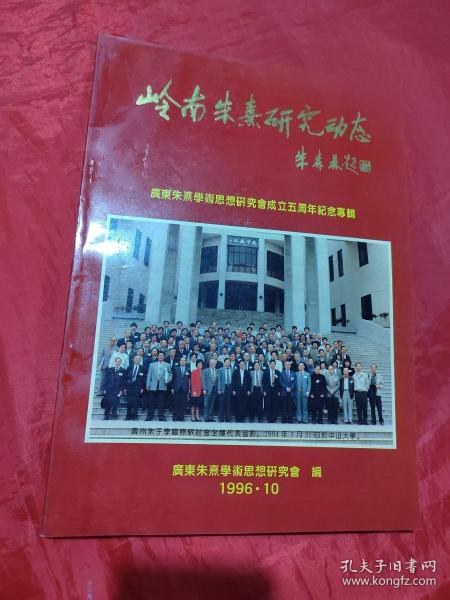 岭南朱熹研究动态
朱森林题
廣東朱熹學術思想研究會成立五周年紀念專輯
廣州朱子學國際研討會全體代表留影。1994年1月31日於中山大學。
廣東朱熹學術思想研究會 編
1996·10
孔夫子旧书网
www.kongfz.com